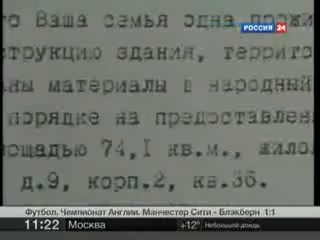 РОССИЯ 24
то Ваша семья одна прожи
струкцию здания, террито
ны материалы в народный
порядке на предоставлен
ощадью 74,1 кв.м., жило
д.9, корп.2, кв.36.
Футбол. Чемпионат Англии. Манчестер Сити - Блэкберн 1:1
11:22 Москва +12° Небольшой дождь